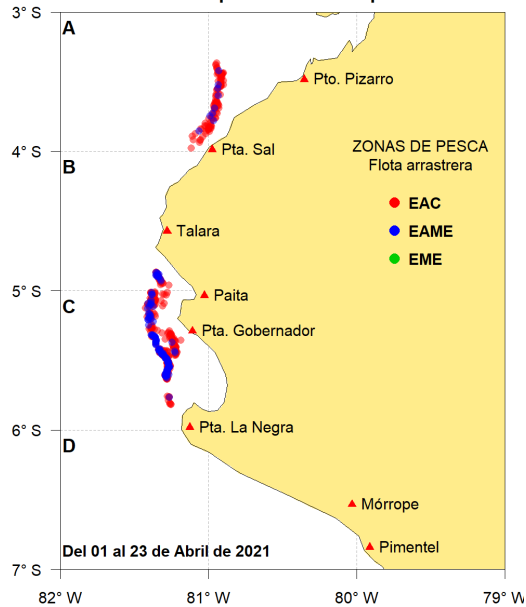 3° S
A
Pto. Pizarro
4° S
Pta. Sal
B
ZONAS DE PESCA
Flota arrastrera
EAC
EAME
EME
Talara
5° S
Paita
C
Pta. Gobernador
6° S
Pta. La Negra
D
Mórrope
Del 01 al 23 de Abril de 2021
Pimentel
7° S
82° W
81° W
80° W
79° W